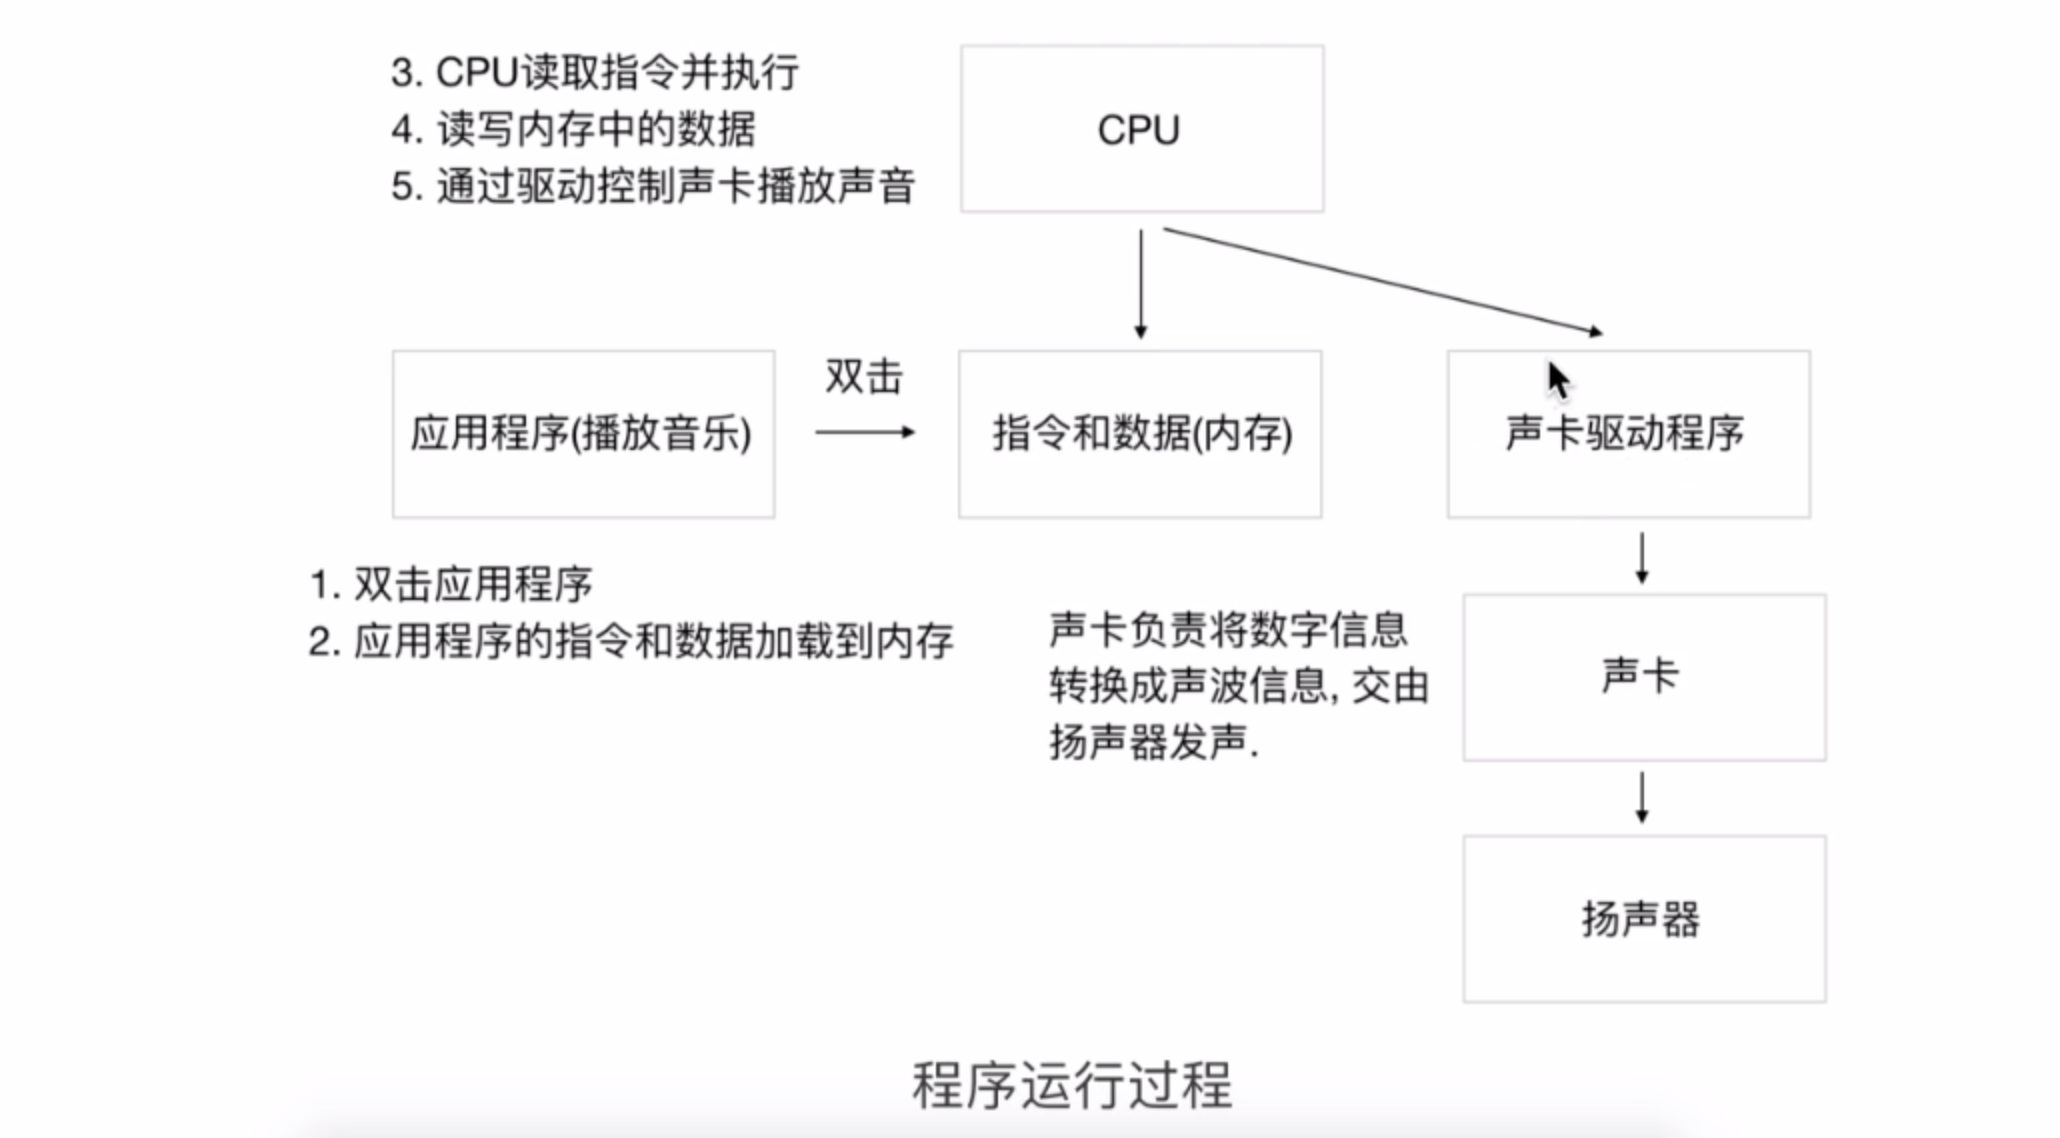 3. CPU读取指令并执行
4. 读写内存中的数据
5. 通过驱动控制声卡播放声音
CPU
应用程序(播放音乐)
双击
指令和数据(内存)
声卡驱动程序
1. 双击应用程序
2. 应用程序的指令和数据加载到内存
声卡负责将数字信息
转换成声波信息, 交由
扬声器发声.
声卡
扬声器
程序运行过程